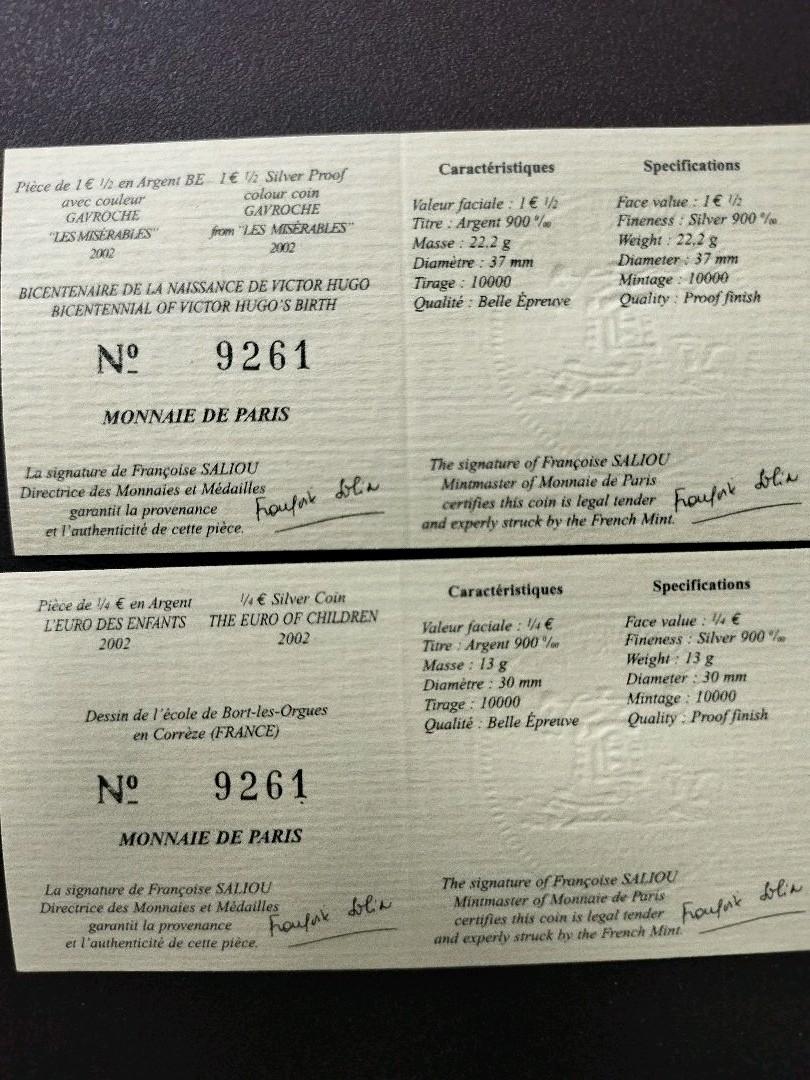 Pièce de 1 € 1/2 en Argent BE
avec couleur
GAVROCHE
"LES MISÉRABLES"
2002
1 € 1/2 Silver Proof
colour coin
GAVROCHE
from "LES MISÉRABLES"
2002
BICENTENAIRE DE LA NAISSANCE DE VICTOR HUGO
BICENTENNIAL OF VICTOR HUGO'S BIRTH
Nº 9261
MONNAIE DE PARIS
La signature de Françoise SALIOU
Directrice des Monnaies et Médailles
garantit la provenance
et l'authenticité de cette pièce.
Caractéristiques
Valeur faciale : 1 € 1/2
Titre : Argent 900 ‰
Masse : 22,2 g
Diamètre : 37 mm
Tirage : 10000
Qualité : Belle Épreuve
Specifications
Face value : 1 € 1/2
Fineness : Silver 900 ‰
Weight : 22,2 g
Diameter : 37 mm
Mintage : 10000
Quality : Proof finish
The signature of Françoise SALIOU
Mintmaster of Monnaie de Paris
certifies this coin is legal tender
and experly struck by the French Mint.
Pièce de 1/4 € en Argent
L'EURO DES ENFANTS
2002
1/4 € Silver Coin
THE EURO OF CHILDREN
2002
Dessin de l'école de Bort-les-Orgues
en Corrèze (FRANCE)
Nº 9261
MONNAIE DE PARIS
La signature de Françoise SALIOU
Directrice des Monnaies et Médailles
garantit la provenance
et l'authenticité de cette pièce.
Caractéristiques
Valeur faciale : 1/4 €
Titre : Argent 900 ‰
Masse : 13 g
Diamètre : 30 mm
Tirage : 10000
Qualité : Belle Épreuve
Specifications
Face value : 1/4 €
Fineness : Silver 900 ‰
Weight : 13 g
Diameter : 30 mm
Mintage : 10000
Quality : Proof finish
The signature of Françoise SALIOU
Mintmaster of Monnaie de Paris
certifies this coin is legal tender
and experly struck by the French Mint.